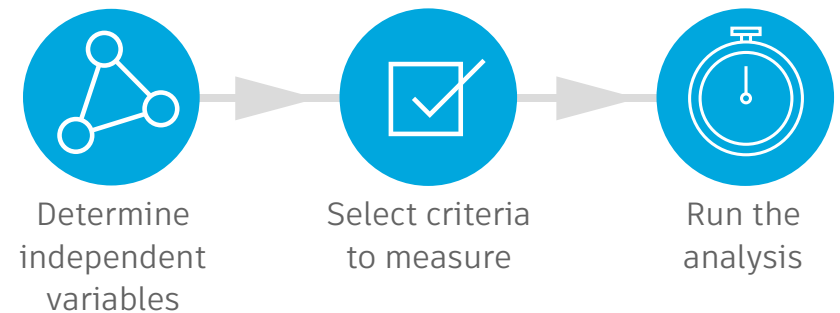 Determine
independent
variables
Select criteria
to measure
Run the
analysis